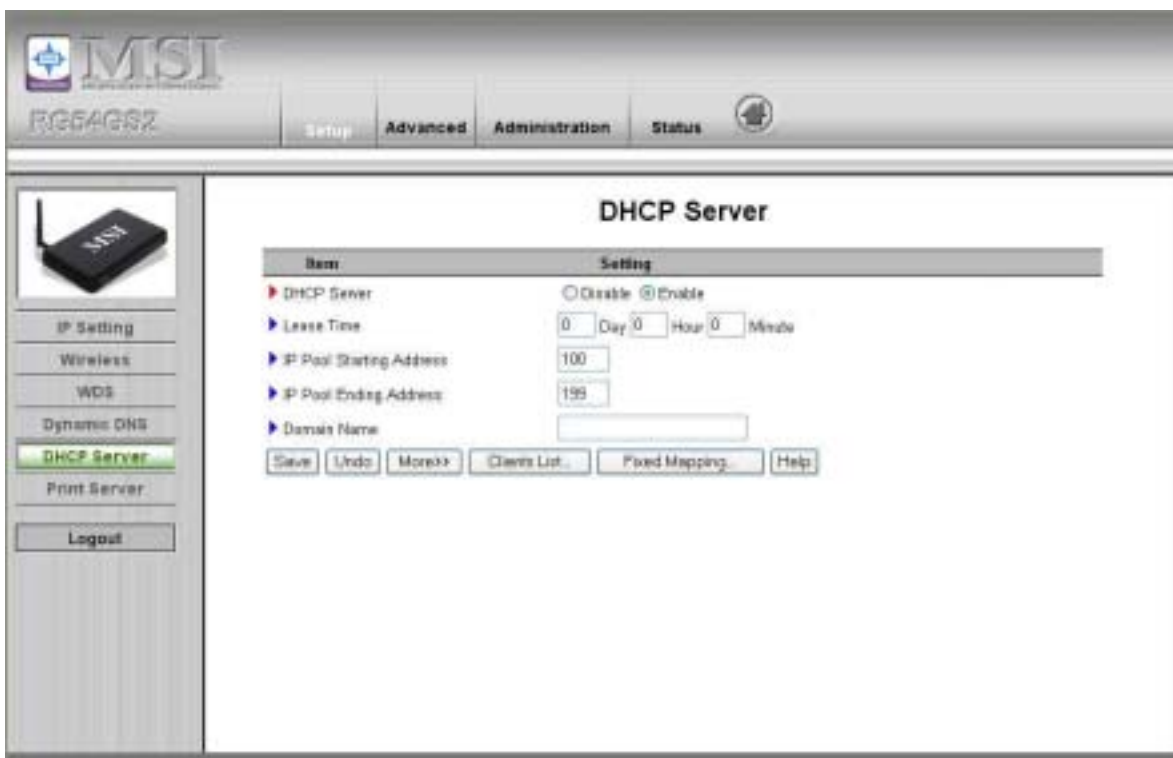 MSI
RG54GS2
Setup Advanced Administration Status
MSI
IP Setting
Wireless
WDS
Dynamic DNS
DHCP Server
Print Server
Logout
DHCP Server
Item Setting
DHCP Server Disable Enable
Lease Time 0 Day 0 Hour 0 Minute
IP Pool Starting Address 100
IP Pool Ending Address 199
Domain Name
Save Undo More>> Clients List... Fixed Mapping... Help